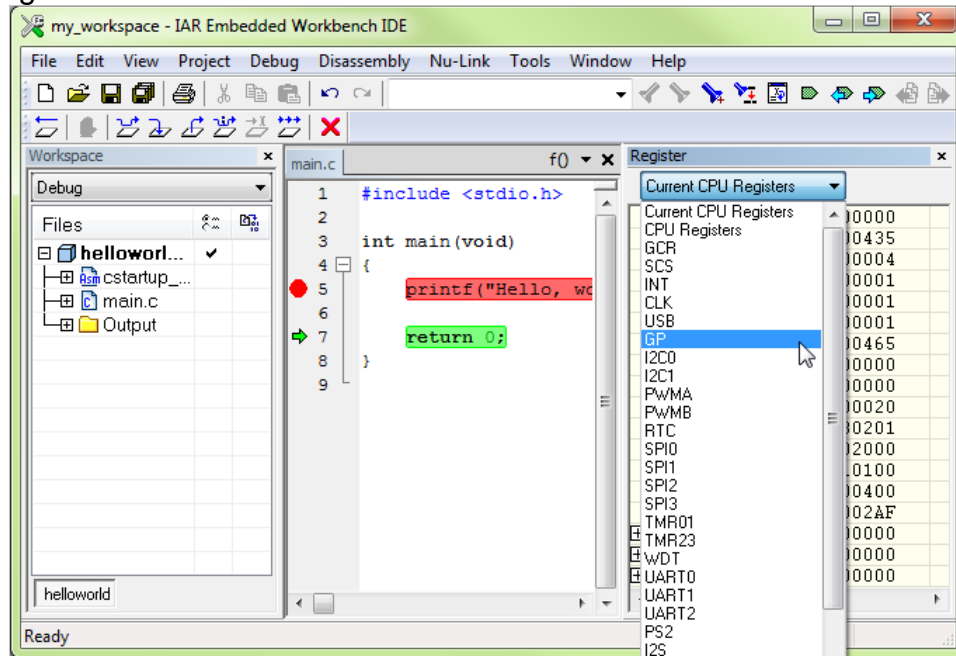 my_workspace - IAR Embedded Workbench IDE
File Edit View Project Debug Disassembly Nu-Link Tools Window Help
Workspace
Debug
Files
helloworl...
cstartup_...
main.c
Output
helloworld
main.c
f()
1 #include <stdio.h>
2
3 int main(void)
4 {
5 printf("Hello, wo
6
7 return 0;
8 }
9
Register
Current CPU Registers
Current CPU Registers
CPU Registers
GCR
SCS
INT
CLK
USB
GP
I2C0
I2C1
PWMA
PWMB
RTC
SPI0
SPI1
SPI2
SPI3
TMR01
TMR23
WDT
UART0
UART1
UART2
PS2
I2S
00000
00435
00004
00001
00001
00001
00465
00000
00000
00020
30201
02000
0100
00400
002AF
00000
00000
00000
Ready